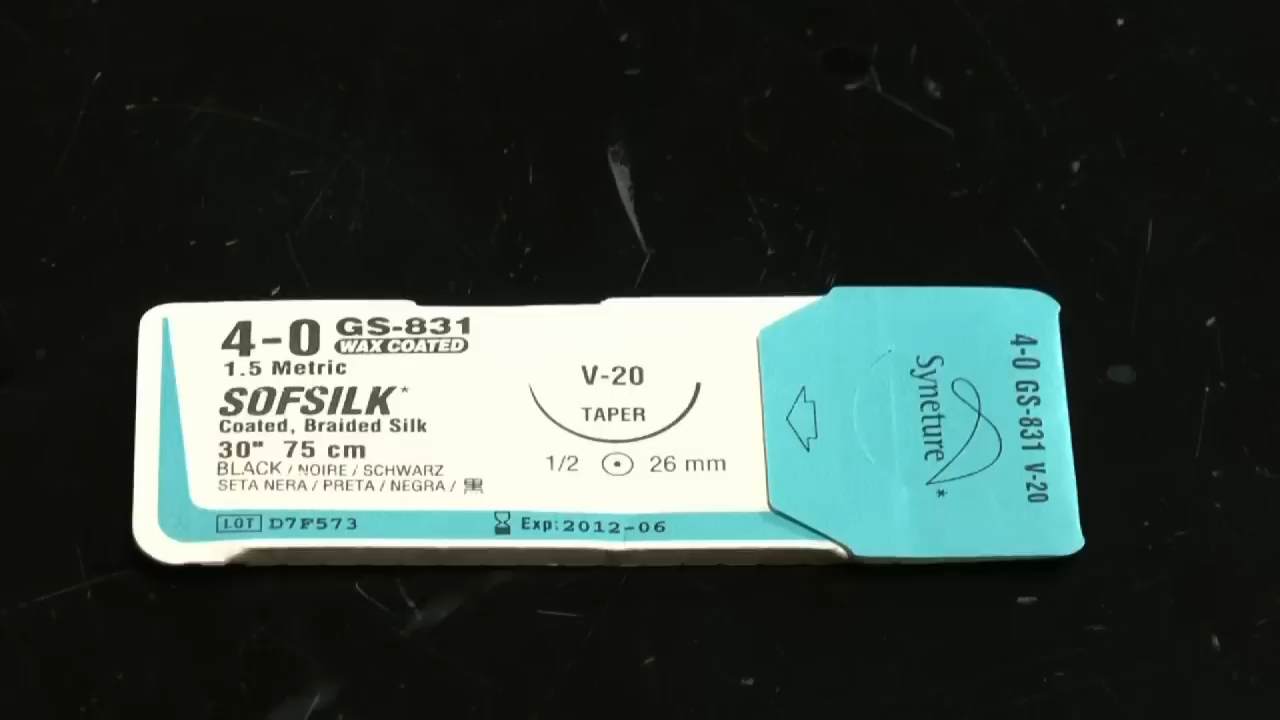 4-0 GS-831
WAX COATED
1.5 Metric
SOFSILK*
Coated, Braided Silk
30" 75 cm
BLACK / NOIRE / SCHWARZ
SETA NERA / PRETA / NEGRA / 黒
LOT D7F573
V-20
TAPER
1/2 26 mm
Exp:2012-06
Syneture*
4-0 GS-831 V-20